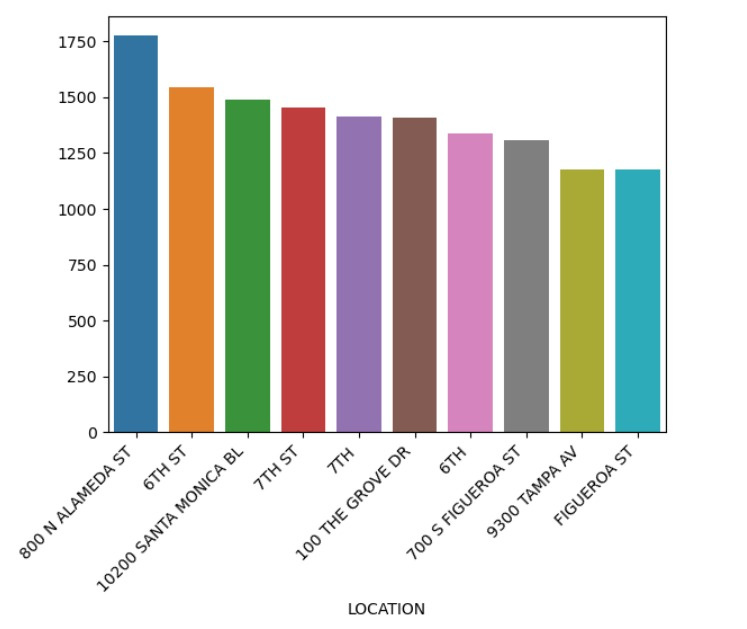 1750
1500
1250
1000
750
500
250
0
800 N ALAMEDA ST
6TH ST
10200 SANTA MONICA BL
7TH ST
7TH
100 THE GROVE DR
6TH
700 S FIGUEROA ST
9300 TAMPA AV
FIGUEROA ST
LOCATION